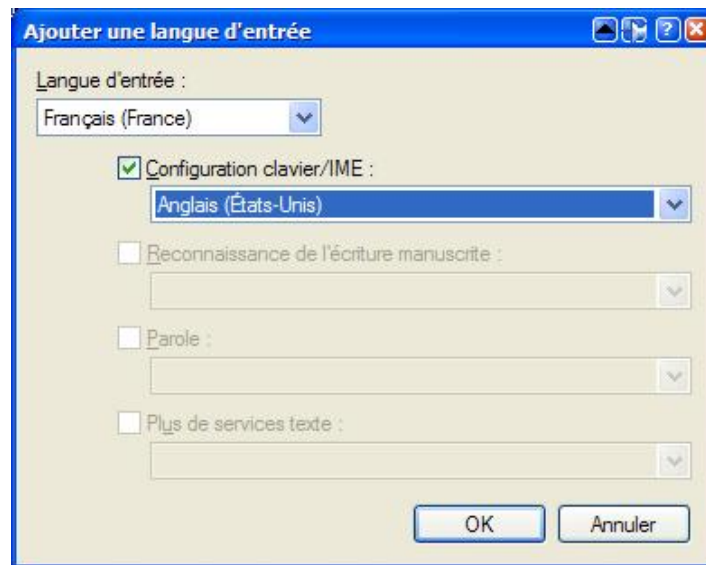 Ajouter une langue d'entrée
Langue d'entrée :
Français (France)
Configuration clavier/IME :
Anglais (États-Unis)
Reconnaissance de l'écriture manuscrite :
Parole :
Plus de services texte :
OK Annuler